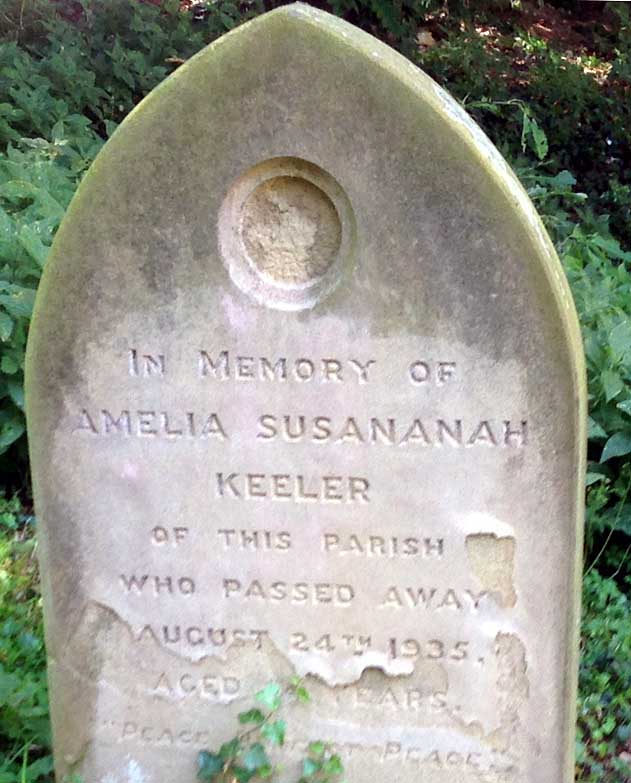 In Memory of
AMELIA SUSANANAH
KEELER
OF THIS PARISH
WHO PASSED AWAY
AUGUST 24TH 1935.
AGED YEARS.
"PEACE PEACE."